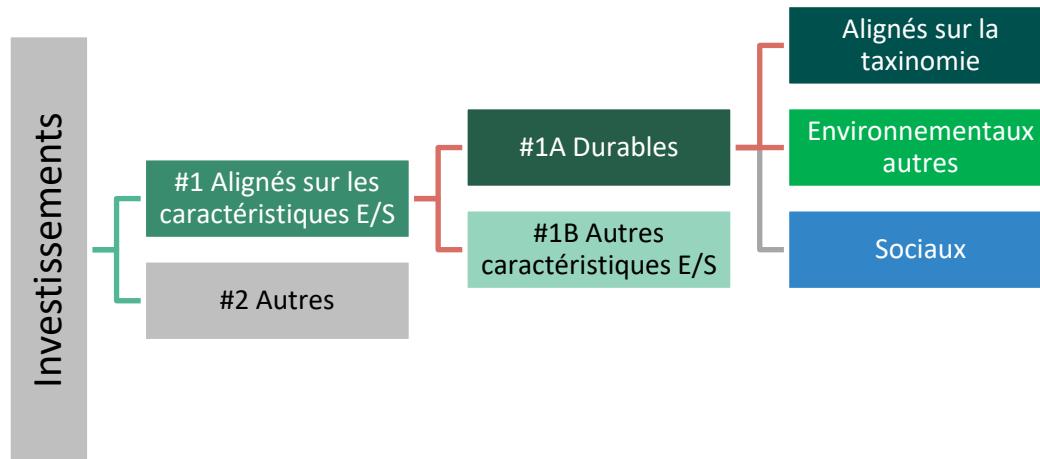 Investissements
#1 Alignés sur les
caractéristiques E/S
#2 Autres
#1A Durables
#1B Autres
caractéristiques E/S
Alignés sur la
taxinomie
Environnementaux
autres
Sociaux